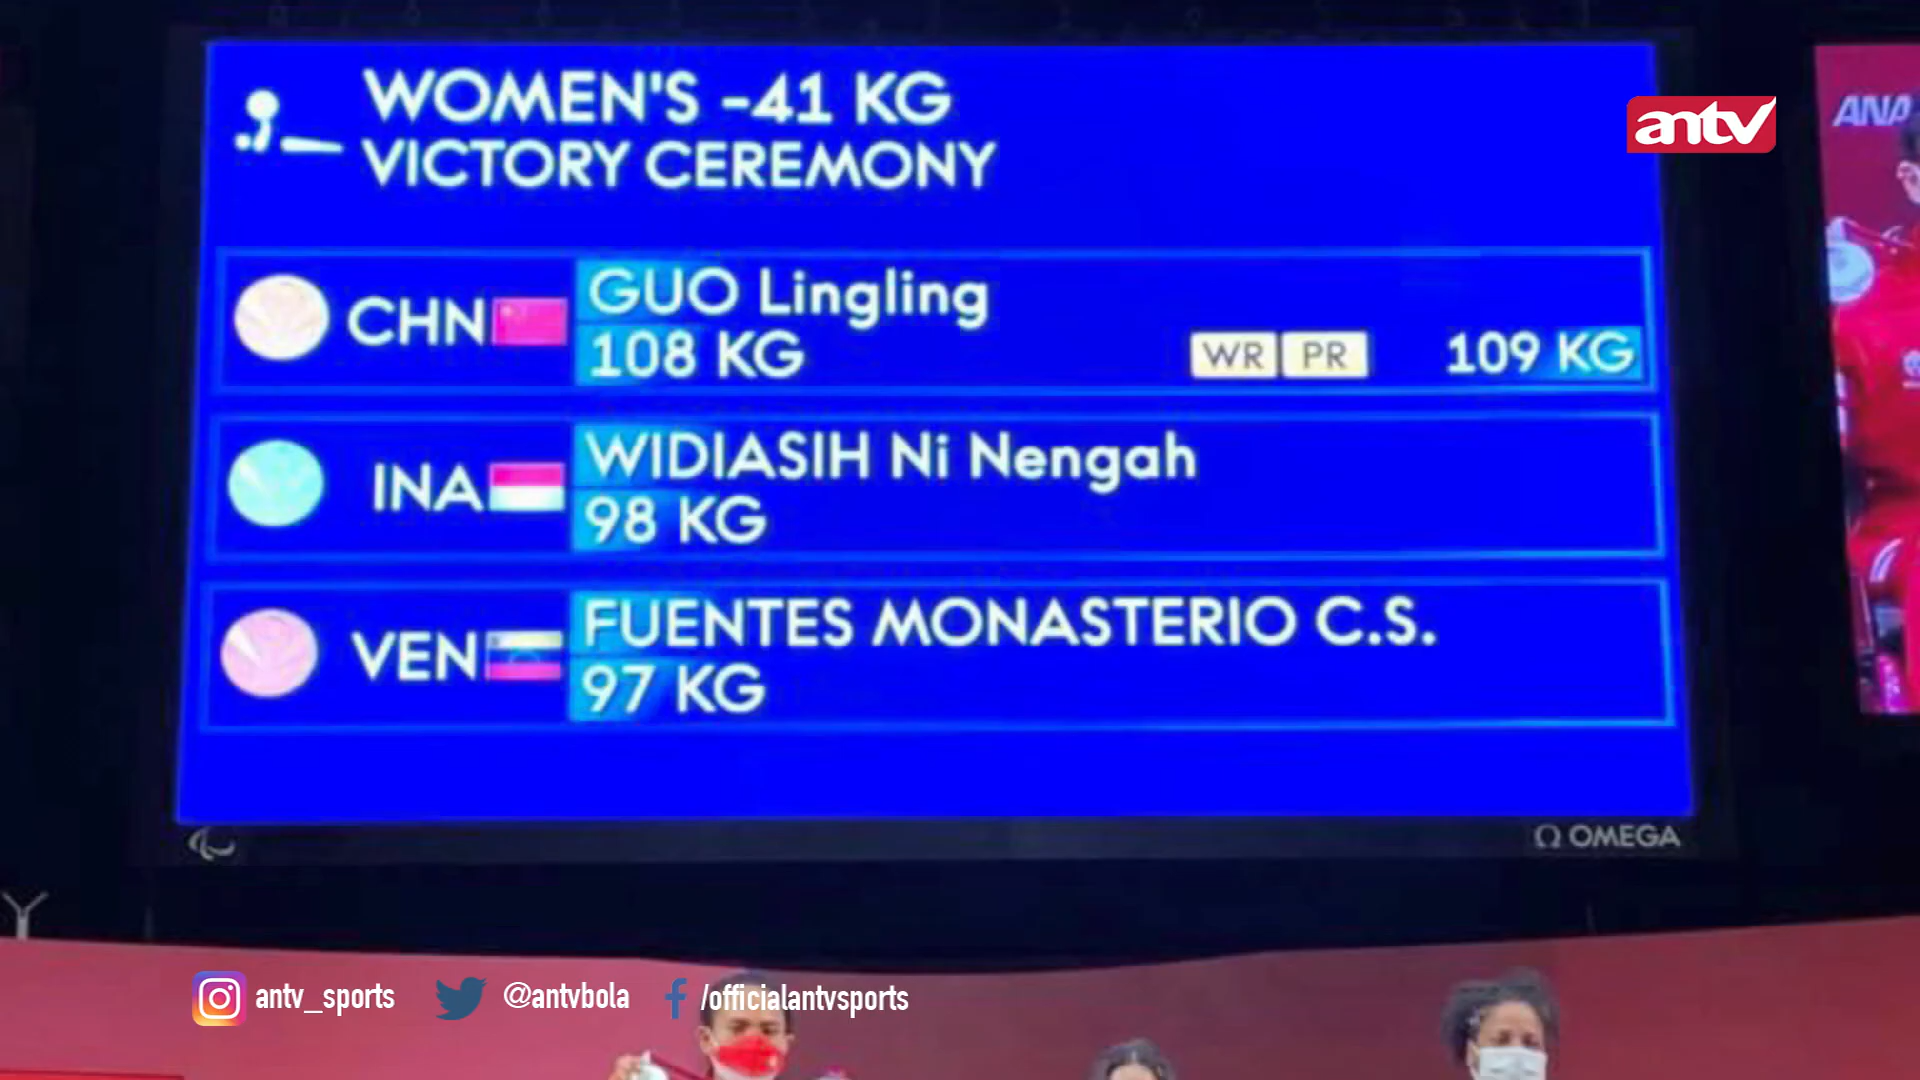 WOMEN'S -41 KG
VICTORY CEREMONY
antv
ANA
CHN GUO Lingling
108 KG WR PR 109 KG
INA WIDIASIH Ni Nengah
98 KG
VEN FUENTES MONASTERIO C.S.
97 KG
Ω OMEGA
antv_sports @antvbola /officialantvsports